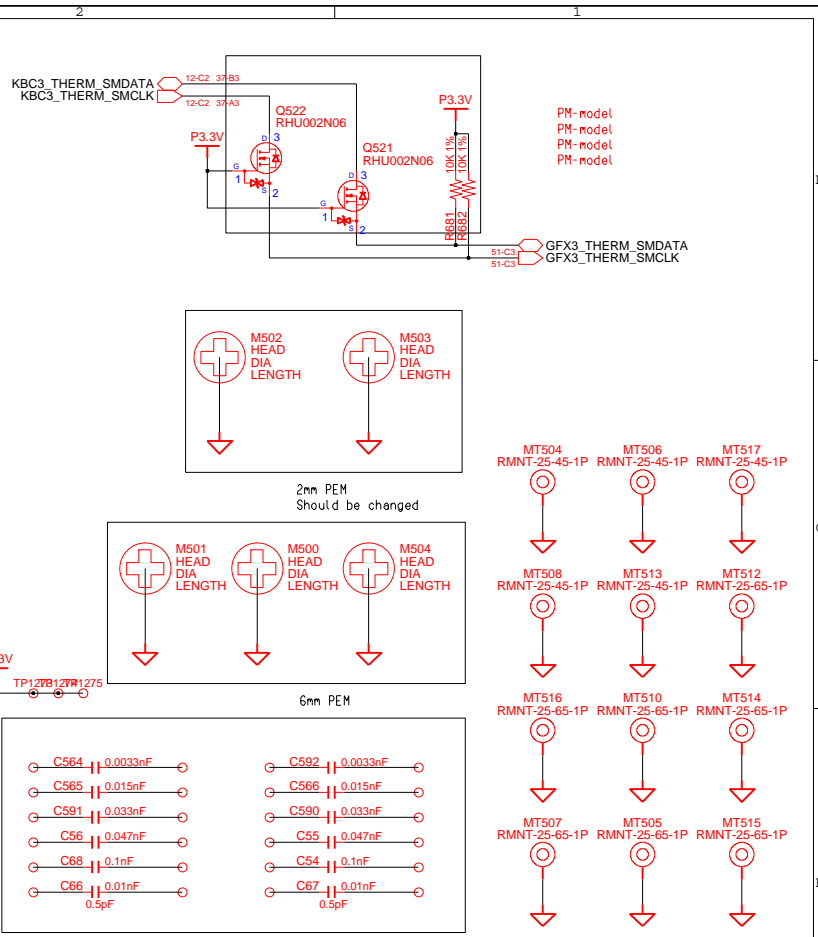 2
1
KBC3_THERM_SMDATA
12-C2 37-B3
KBC3_THERM_SMCLK
12-C2 37-A3
P3.3V
Q522
RHU002N06
D 3
G
1
S 2
Q521
RHU002N06
D 3
G
1
S 2
P3.3V
10K 1%
10K 1%
R681
R682
PM-model
PM-model
PM-model
PM-model
GFX3_THERM_SMDATA
51-C3
GFX3_THERM_SMCLK
51-C3
M502
HEAD
DIA
LENGTH
M503
HEAD
DIA
LENGTH
2mm PEM
Should be changed
M501
HEAD
DIA
LENGTH
M500
HEAD
DIA
LENGTH
M504
HEAD
DIA
LENGTH
6mm PEM
MT504
RMNT-25-45-1P
MT506
RMNT-25-45-1P
MT517
RMNT-25-45-1P
MT508
RMNT-25-45-1P
MT513
RMNT-25-45-1P
MT512
RMNT-25-65-1P
MT516
RMNT-25-65-1P
MT510
RMNT-25-65-1P
MT514
RMNT-25-65-1P
MT507
RMNT-25-65-1P
MT505
RMNT-25-65-1P
MT515
RMNT-25-65-1P
3V
TP1273
TP1274
TP1275
C564 0.0033nF
C565 0.015nF
C591 0.033nF
C56 0.047nF
C68 0.1nF
C66 0.01nF
0.5pF
C592 0.0033nF
C566 0.015nF
C590 0.033nF
C55 0.047nF
C54 0.1nF
C67 0.01nF
0.5pF